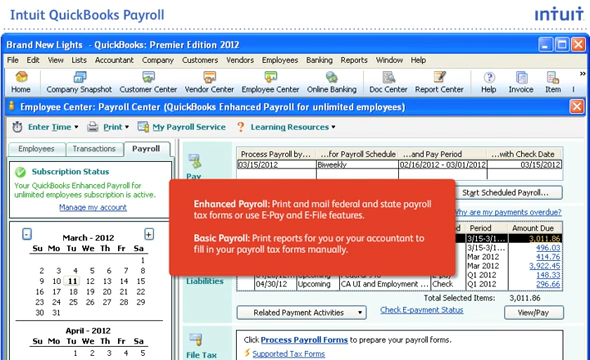 Intuit QuickBooks Payroll
intuit
Brand New Lights - QuickBooks: Premier Edition 2012
File Edit View Lists Accountant Company Customers Vendors Employees Banking Reports Window Help
Home Company Snapshot Customer Center Vendor Center Employee Center Online Banking Doc Center Report Center Help Invoice Item I »
Employee Center: Payroll Center (QuickBooks Enhanced Payroll for unlimited employees)
Enter Time Print My Payroll Service Learning Resources
Employees Transactions Payroll
Subscription Status
Your QuickBooks Enhanced Payroll for
unlimited employees subscription is active.
Manage my account
March - 2012
Su Mo Tu We Th Fr Sa
1 2 3
4 5 6 7 8 9 10
11 12 13 14 15 16 17
18 19 20 21 22 23 24
25 26 27 28 29 30 31
April - 2012
Su Mo Tu We Th Fr Sa
Pay
Process Payroll by... ...for Payroll Schedule ...and Pay Period ...with Check Date
03/15/2012 Biweekly 02/16/2012 - 03/01/2012 03/15/2012
Start Scheduled Payroll...
Why are my payments overdue?
Enhanced Payroll: Print and mail federal and state payroll
tax forms or use E-Pay and E-File features.
Basic Payroll: Print reports for you or your accountant to
fill in your payroll tax forms manually.
Period Amount Due
3/15-3/1... 3,011.86
3/15-3/1... 496.03
Mar 2012 414.76
Mar 2012 3,922.45
Q1 2012 148.33
04/30/12 Upcoming CA UI and Employment ... E-pay Q1 2012 296.66
Liabilities
Total Selected Items: 3,011.86
Related Payment Activities Check E-payment Status View/Pay
File Tax
Click Process Payroll Forms to prepare your payroll forms.
Supported Tax Forms